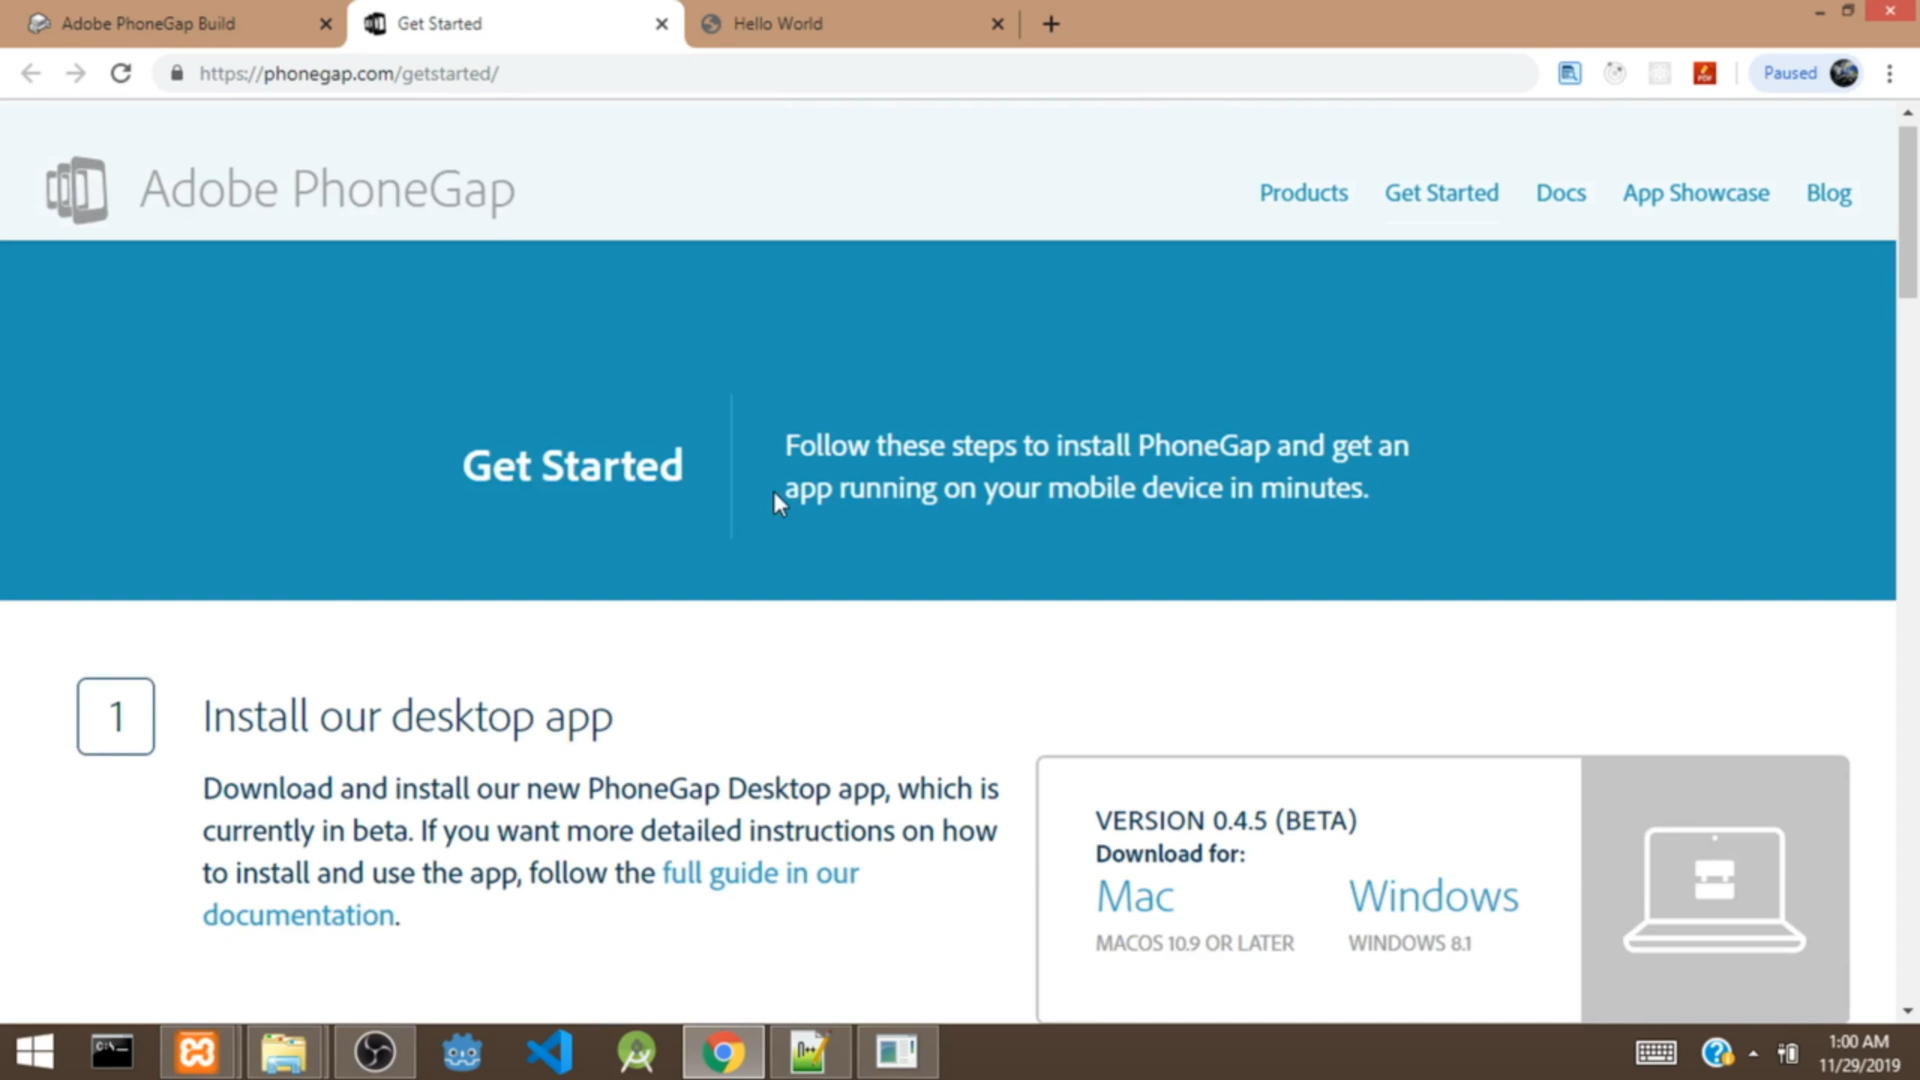 Adobe PhoneGap Build
Get Started
Hello World
https://phonegap.com/getstarted/
Paused
Adobe PhoneGap
Products
Get Started
Docs
App Showcase
Blog
Get Started
Follow these steps to install PhoneGap and get an
app running on your mobile device in minutes.
1
Install our desktop app
Download and install our new PhoneGap Desktop app, which is
currently in beta. If you want more detailed instructions on how
to install and use the app, follow the full guide in our
documentation.
VERSION 0.4.5 (BETA)
Download for:
Mac
Windows
MACOS 10.9 OR LATER
WINDOWS 8.1
1:00 AM
11/29/2019